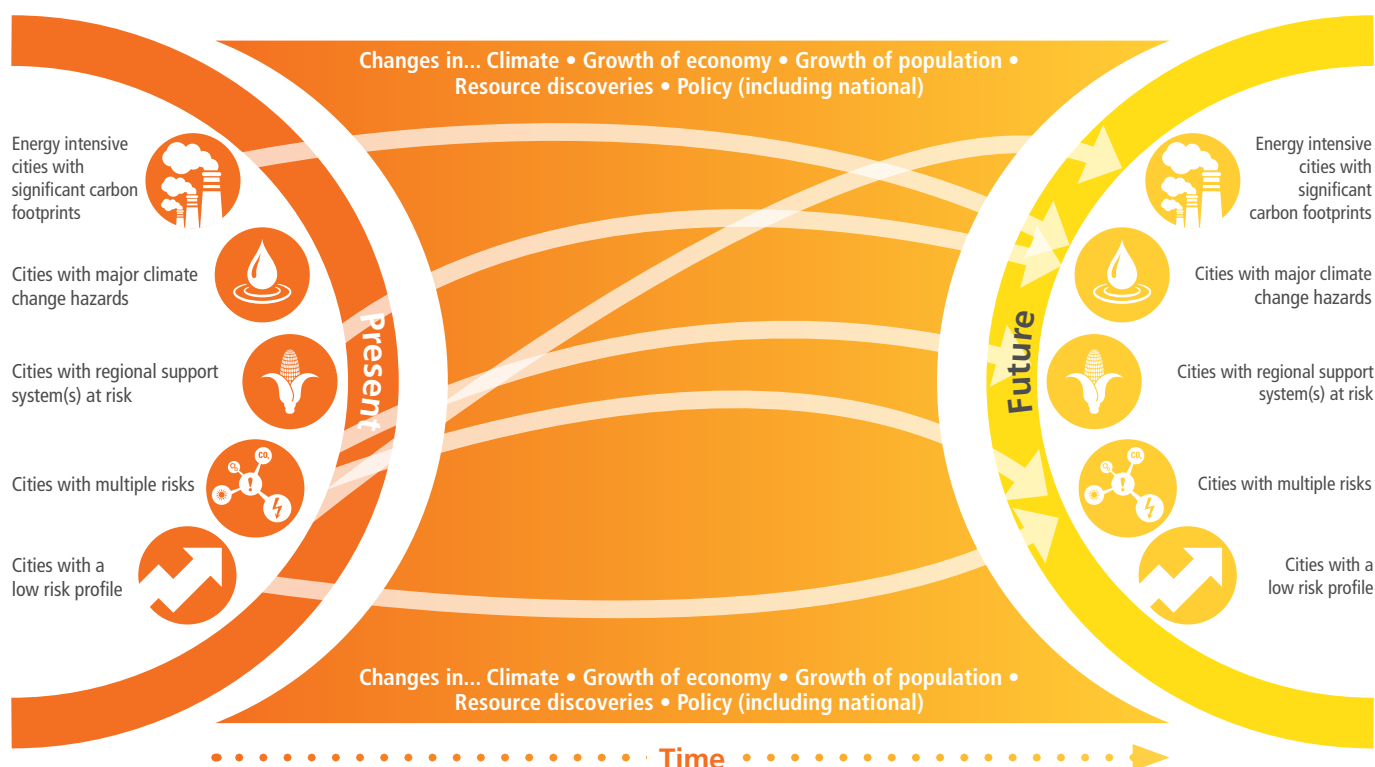 Changes in... Climate • Growth of economy • Growth of population •
Resource discoveries • Policy (including national)
Energy intensive
cities with
significant carbon
footprints
Cities with major climate
change hazards
Cities with regional support
system(s) at risk
Cities with multiple risks
CO₂
Cities with a
low risk profile
Present
Future
Energy intensive
cities with
significant
carbon footprints
Cities with major climate
change hazards
Cities with regional support
system(s) at risk
Cities with multiple risks
CO₂
Cities with a
low risk profile
Changes in... Climate • Growth of economy • Growth of population •
Resource discoveries • Policy (including national)
Time